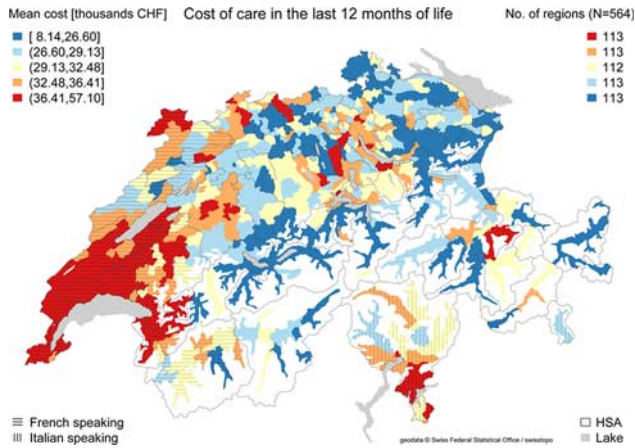 Mean cost [thousands CHF]
Cost of care in the last 12 months of life
No. of regions (N=564)
[ 8.14,26.60]
(26.60,29.13]
(29.13,32.48]
(32.48,36.41]
(36.41,57.10]
113
113
112
113
113
French speaking
Italian speaking
HSA
Lake
geodata © Swiss Federal Statistical Office / swisstopo